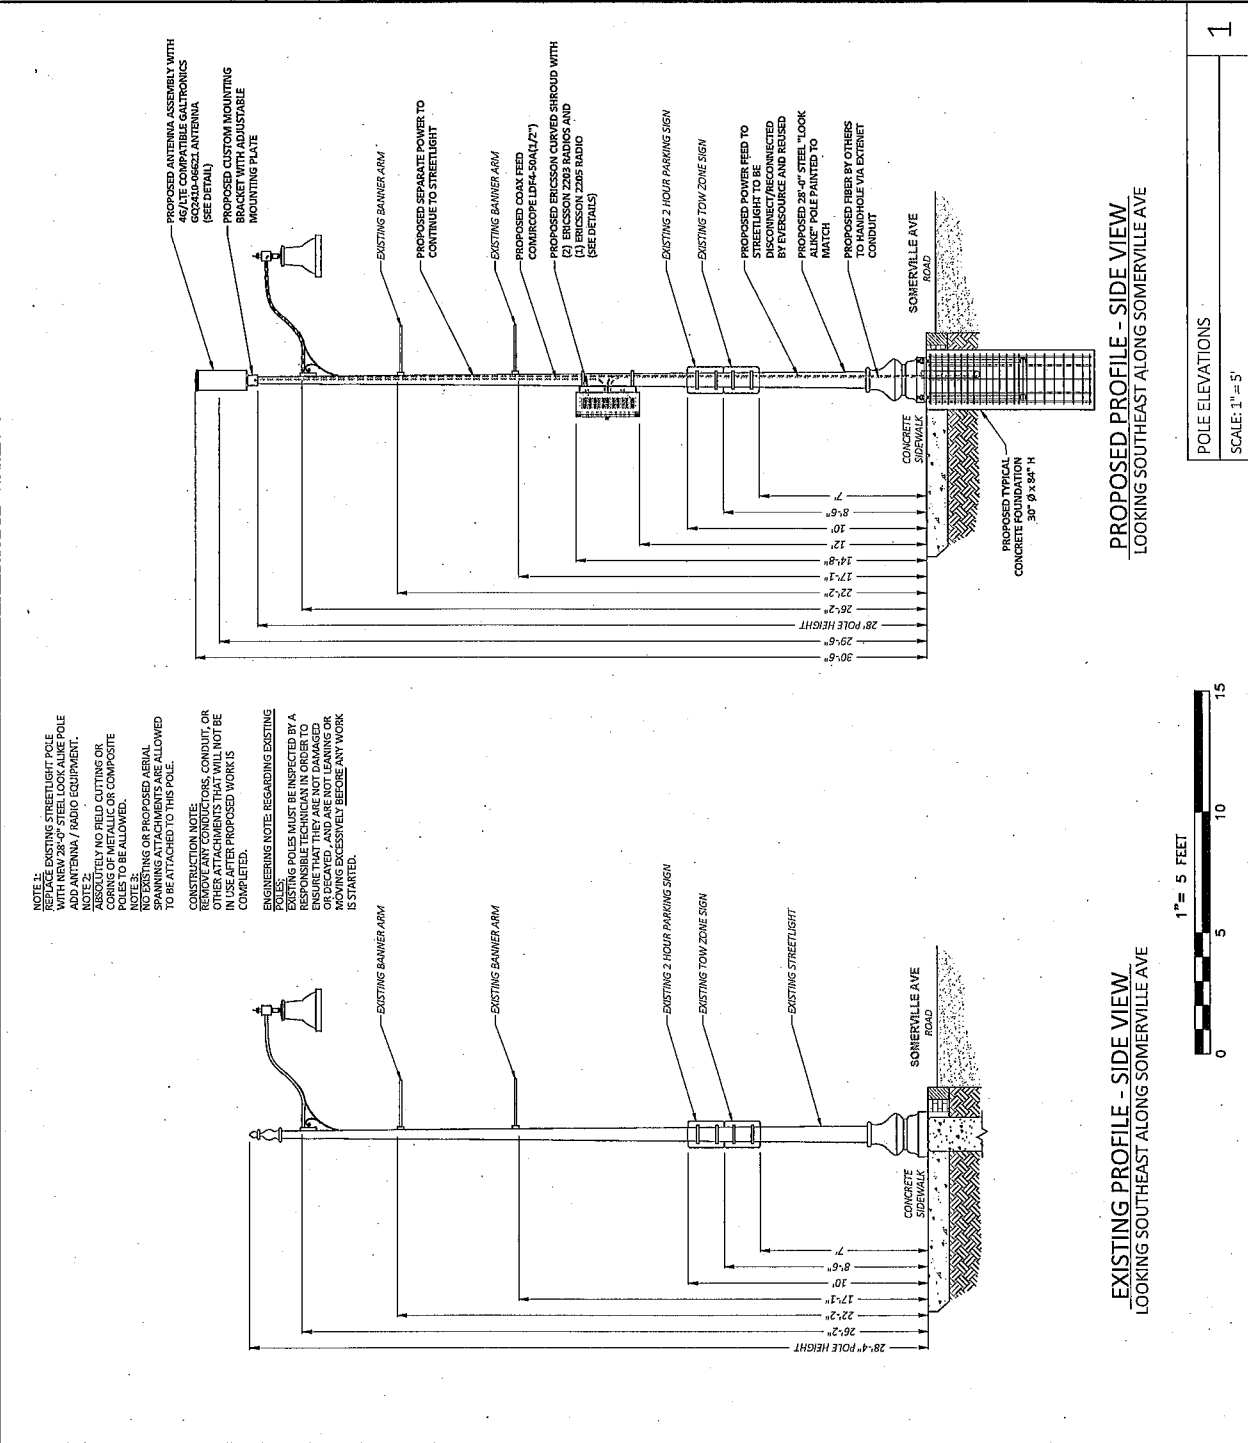 NOTE 1:
REPLACE EXISTING STREETLIGHT POLE
WITH NEW 28'-0" STEEL LOOK ALIKE POLE
ADD ANTENNA / RADIO EQUIPMENT.
NOTE 2:
ABSOLUTELY NO FIELD CUTTING OR
CORING OF METALLIC OR COMPOSITE
POLES TO BE ALLOWED.
NOTE 3:
NO EXISTING OR PROPOSED AERIAL
SPANNING ATTACHMENTS ARE ALLOWED
TO BE ATTACHED TO THIS POLE.
CONSTRUCTION NOTE:
REMOVE ANY CONDUCTORS, CONDUIT, OR
OTHER ATTACHMENTS THAT WILL NOT BE
IN USE AFTER PROPOSED WORK IS
COMPLETED.
ENGINEERING NOTE: REGARDING EXISTING
POLES:
EXISTING POLES MUST BE INSPECTED BY A
RESPONSIBLE TECHNICIAN IN ORDER TO
ENSURE THAT THEY ARE NOT DAMAGED
OR DECAYED, AND ARE NOT LEANING OR
MOVING EXCESSIVELY BEFORE ANY WORK
IS STARTED.
EXISTING BANNER ARM
EXISTING BANNER ARM
EXISTING 2 HOUR PARKING SIGN
EXISTING TOW ZONE SIGN
EXISTING STREETLIGHT
SOMERVILLE AVE
ROAD
CONCRETE
SIDEWALK
28'-4" POLE HEIGHT
26'-2"
22'-2"
17'-1"
10'
8'-6"
7'
EXISTING PROFILE - SIDE VIEW
LOOKING SOUTHEAST ALONG SOMERVILLE AVE
PROPOSED ANTENNA ASSEMBLY WITH
4G/LTE COMPATIBLE GALTRONICS
GQ2410-06621 ANTENNA
(SEE DETAIL)
PROPOSED CUSTOM MOUNTING
BRACKET WITH ADJUSTABLE
MOUNTING PLATE
EXISTING BANNER ARM
PROPOSED SEPARATE POWER TO
CONTINUE TO STREETLIGHT
EXISTING BANNER ARM
PROPOSED COAX FEED
COMJRCOPE LDF4-50A(1/2")
PROPOSED ERICSSON CURVED SHROUD WITH
(2) ERICSSON 2203 RADIOS AND
(1) ERICSSON 2205 RADIO
(SEE DETAILS)
EXISTING 2 HOUR PARKING SIGN
EXISTING TOW ZONE SIGN
PROPOSED POWER FEED TO
STREETLIGHT TO BE
DISCONNECT/RECONNECTED
BY EVERSOURCE AND REUSED
PROPOSED 28'-0" STEEL "LOOK
ALIKE" POLE PAINTED TO
MATCH
PROPOSED FIBER BY OTHERS
TO HANDHOLE VIA EXTENET
CONDUIT
SOMERVILLE AVE
ROAD
CONCRETE
SIDEWALK
PROPOSED TYPICAL
CONCRETE FOUNDATION
30" Ø x 84" H
30'-6"
29'-6"
28' POLE HEIGHT
26'-2"
22'-2"
17'-1"
14'-8"
12'
10'
8'-6"
7'
PROPOSED PROFILE - SIDE VIEW
LOOKING SOUTHEAST ALONG SOMERVILLE AVE
1"= 5 FEET
0 5 10 15
POLE ELEVATIONS
SCALE: 1"=5'
1